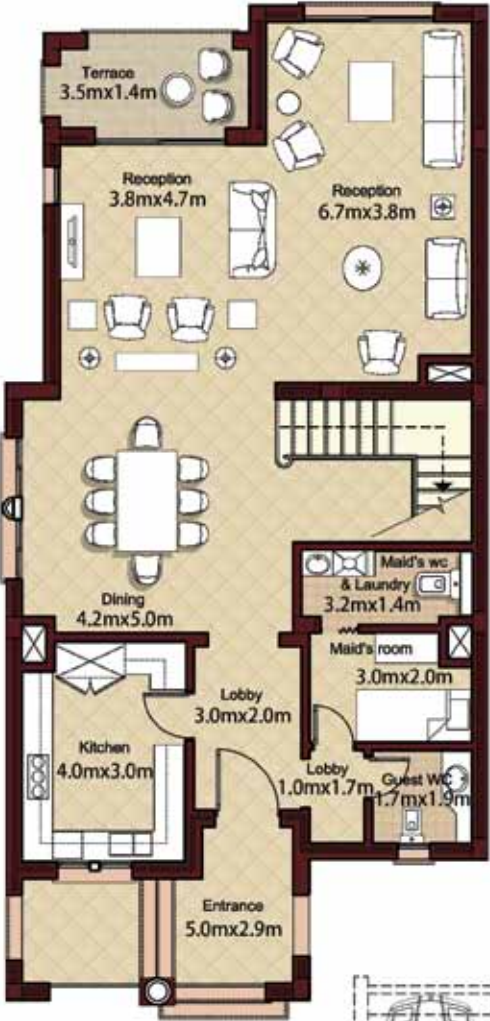 Terrace
3.5mx1.4m
Reception
3.8mx4.7m
Reception
6.7mx3.8m
Maid's wc
& Laundry
3.2mx1.4m
Dining
4.2mx5.0m
Maid's room
3.0mx2.0m
Lobby
3.0mx2.0m
Kitchen
4.0mx3.0m
Lobby
1.0mx1.7m
Guest WC
1.7mx1.9m
Entrance
5.0mx2.9m